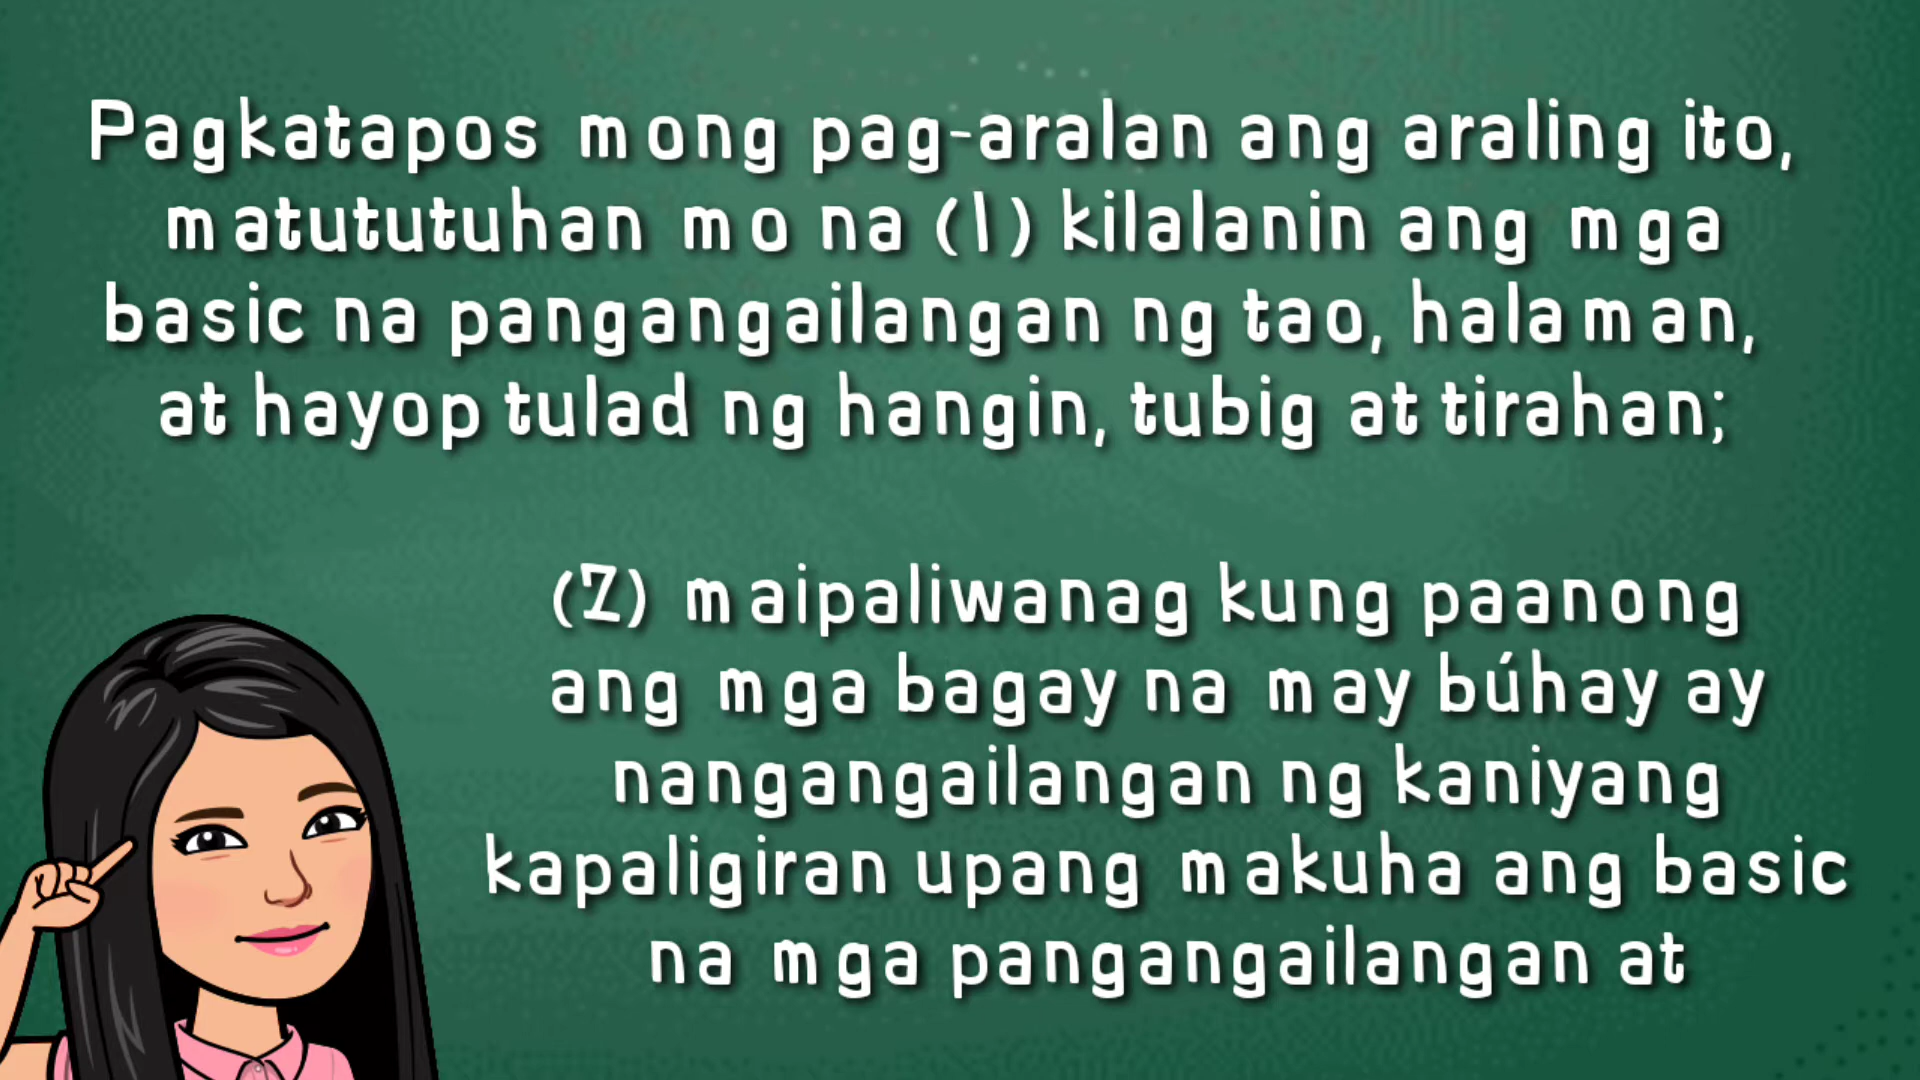 Pagkatapos mong pag-aralan ang araling ito,
matututuhan mo na (1) kilalanin ang mga
basic na pangangailangan ng tao, halaman,
at hayop tulad ng hangin, tubig at tirahan;
(2) maipaliwanag kung paanong
ang mga bagay na may búhay ay
nangangailangan ng kaniyang
kapaligiran upang makuha ang basic
na mga pangangailangan at